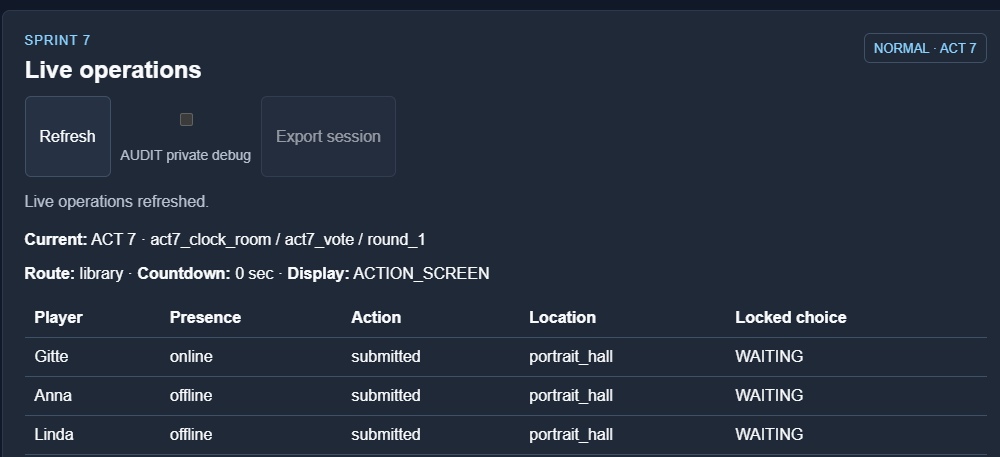 SPRINT 7
NORMAL · ACT 7
Live operations
Refresh
AUDIT private debug
Export session
Live operations refreshed.
Current: ACT 7 · act7_clock_room / act7_vote / round_1
Route: library · Countdown: 0 sec · Display: ACTION_SCREEN
Player Presence Action Location Locked choice
Gitte online submitted portrait_hall WAITING
Anna offline submitted portrait_hall WAITING
Linda offline submitted portrait_hall WAITING